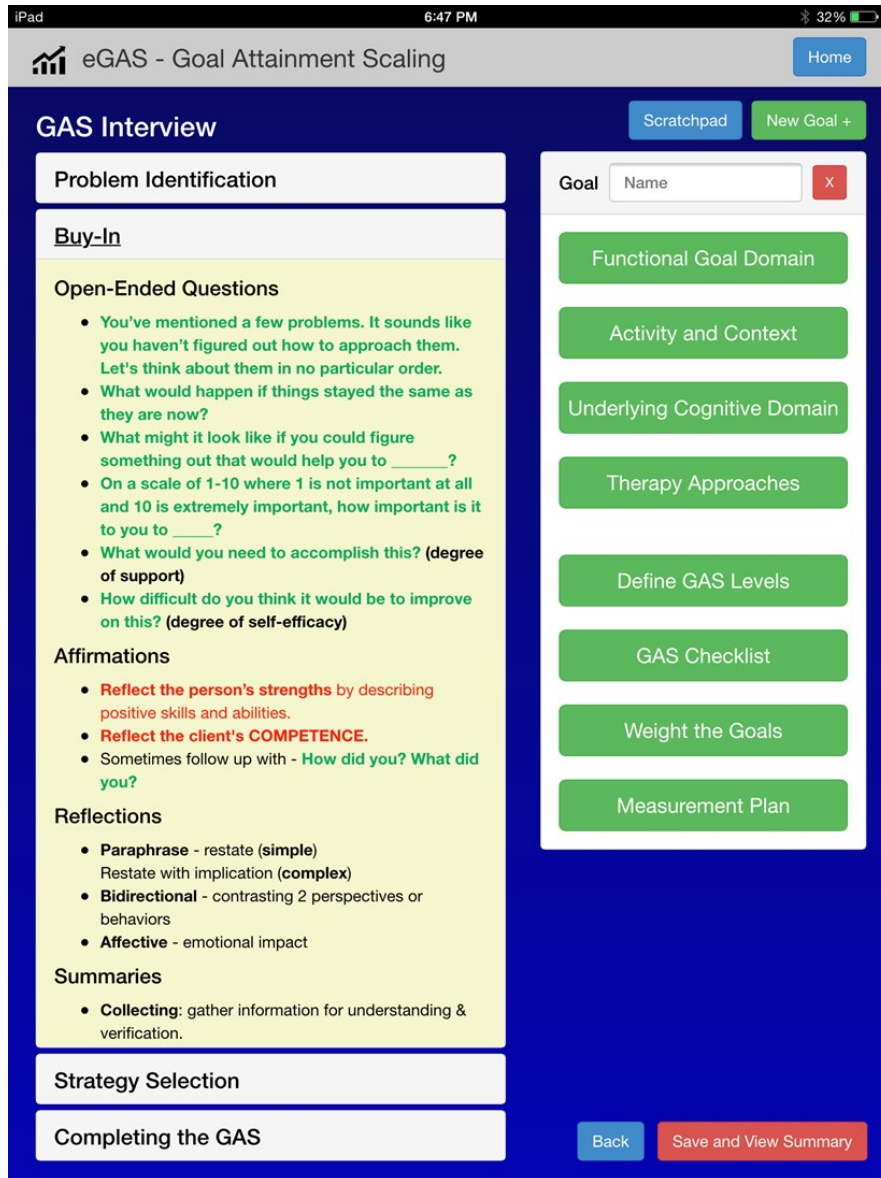 iPad 6:47 PM 32%
eGAS - Goal Attainment Scaling
Home
GAS Interview
Scratchpad
New Goal +
Problem Identification
Buy-In
Open-Ended Questions
• You’ve mentioned a few problems. It sounds like
you haven’t figured out how to approach them.
Let's think about them in no particular order.
• What would happen if things stayed the same as
they are now?
• What might it look like if you could figure
something out that would help you to _______?
• On a scale of 1-10 where 1 is not important at all
and 10 is extremely important, how important is it
to you to _____?
• What would you need to accomplish this? (degree
of support)
• How difficult do you think it would be to improve
on this? (degree of self-efficacy)
Affirmations
• Reflect the person’s strengths by describing
positive skills and abilities.
• Reflect the client's COMPETENCE.
• Sometimes follow up with - How did you? What did
you?
Reflections
• Paraphrase - restate (simple)
Restate with implication (complex)
• Bidirectional - contrasting 2 perspectives or
behaviors
• Affective - emotional impact
Summaries
• Collecting: gather information for understanding &
verification.
Strategy Selection
Completing the GAS
Goal Name X
Functional Goal Domain
Activity and Context
Underlying Cognitive Domain
Therapy Approaches
Define GAS Levels
GAS Checklist
Weight the Goals
Measurement Plan
Back
Save and View Summary